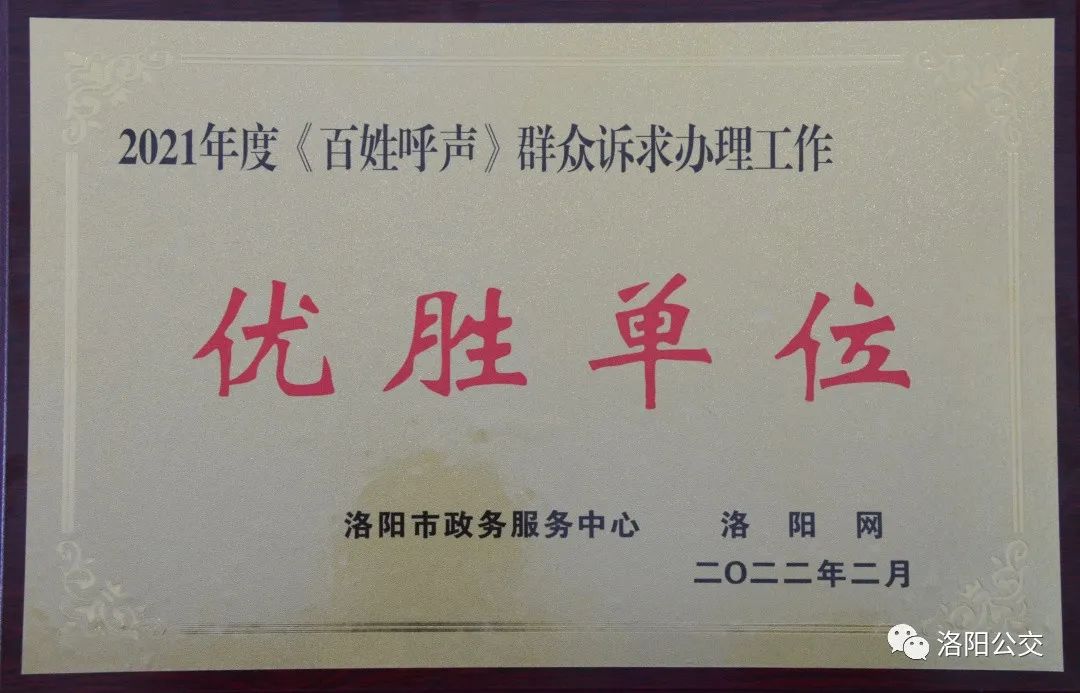 2021年度《百姓呼声》群众诉求办理工作
优胜单位
洛阳市政务服务中心 洛阳网
二〇二二年二月
洛阳公交